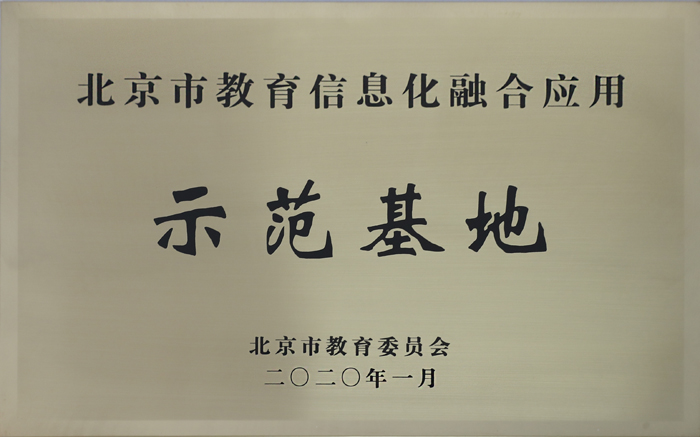 北京市教育信息化融合应用
示范基地
北京市教育委员会
二〇二〇年一月